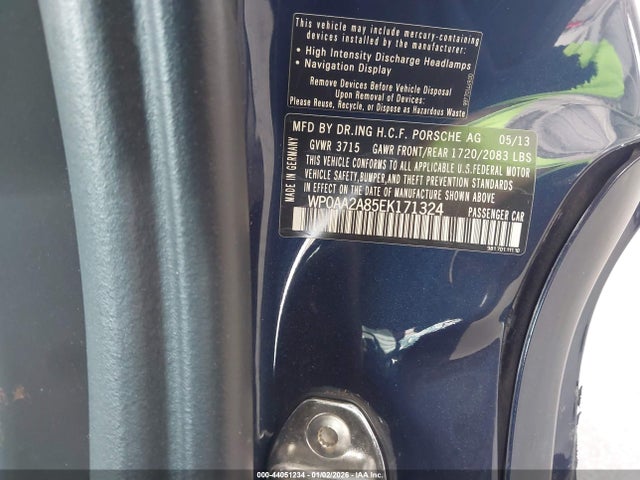 This vehicle may include mercury-containing
devices installed by the manufacturer:
• High Intensity Discharge Headlamps
• Navigation Display
Remove Devices Before Vehicle Disposal
Upon Removal of Devices:
Please Reuse, Recycle, or Dispose as Hazardous Waste
MFD BY DR.ING H.C.F. PORSCHE AG 05/13
GVWR 3715 GAWR FRONT/REAR 1720/2083 LBS
THIS VEHICLE CONFORMS TO ALL APPLICABLE U.S.FEDERAL MOTOR
VEHICLE SAFETY,BUMPER,AND THEFT PREVENTION STANDARDS
IN EFFECT ON THE DATE OF MANUFACTURE SHOWN ABOVE
WP0AA2A85EK171324 PASSENGER CAR
MADE IN GERMANY
000-44051234 - 01/02/2026 - IAA Inc.